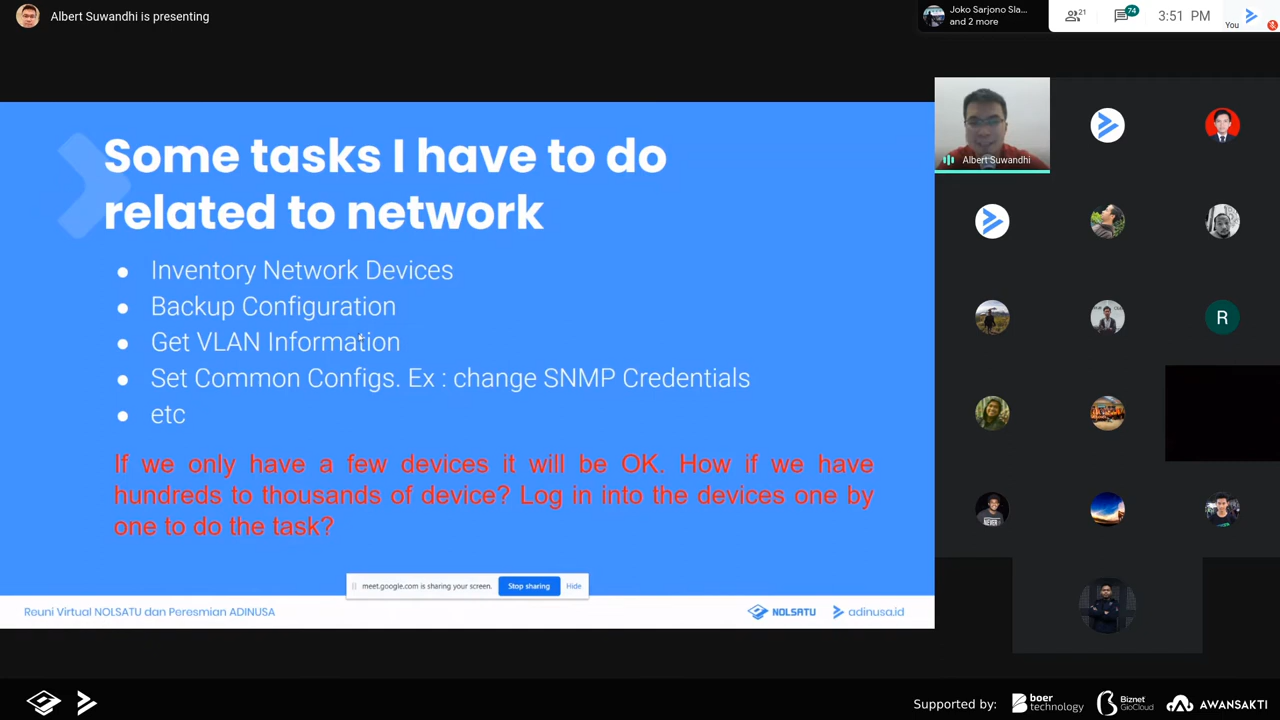 Albert Suwandhi is presenting
Joko Sarjono Sla...
and 2 more
21
74
3:51 PM
You
Some tasks I have to do
related to network
Albert Suwandhi
● Inventory Network Devices
● Backup Configuration
● Get VLAN Information
● Set Common Configs. Ex : change SNMP Credentials
● etc
R
If we only have a few devices it will be OK. How if we have
hundreds to thousands of device? Log in into the devices one by
one to do the task?
meet.google.com is sharing your screen. Stop sharing Hide
Reuni Virtual NOLSATU dan Peresmian ADINUSA
NOLSATU
adinusa.id
Supported by:
boer
technology
Biznet
GioCloud
AWANSAKTI